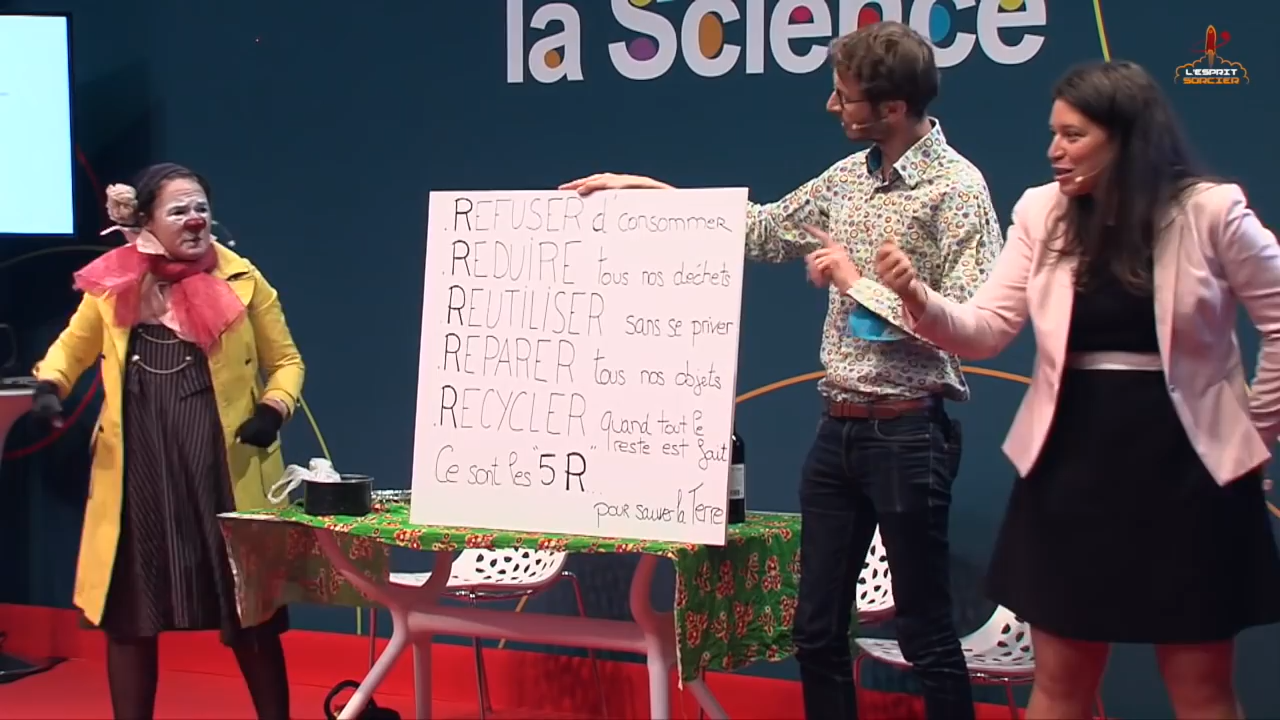 la Science
L'ESPRIT
SORCIER
. REFUSER d'consommer
. REDUIRE tous nos déchets
. REUTILISER sans se priver
. REPARER tous nos objets
. RECYCLER quand tout le
reste est fait
Ce sont les "5R"...
pour sauver la Terre